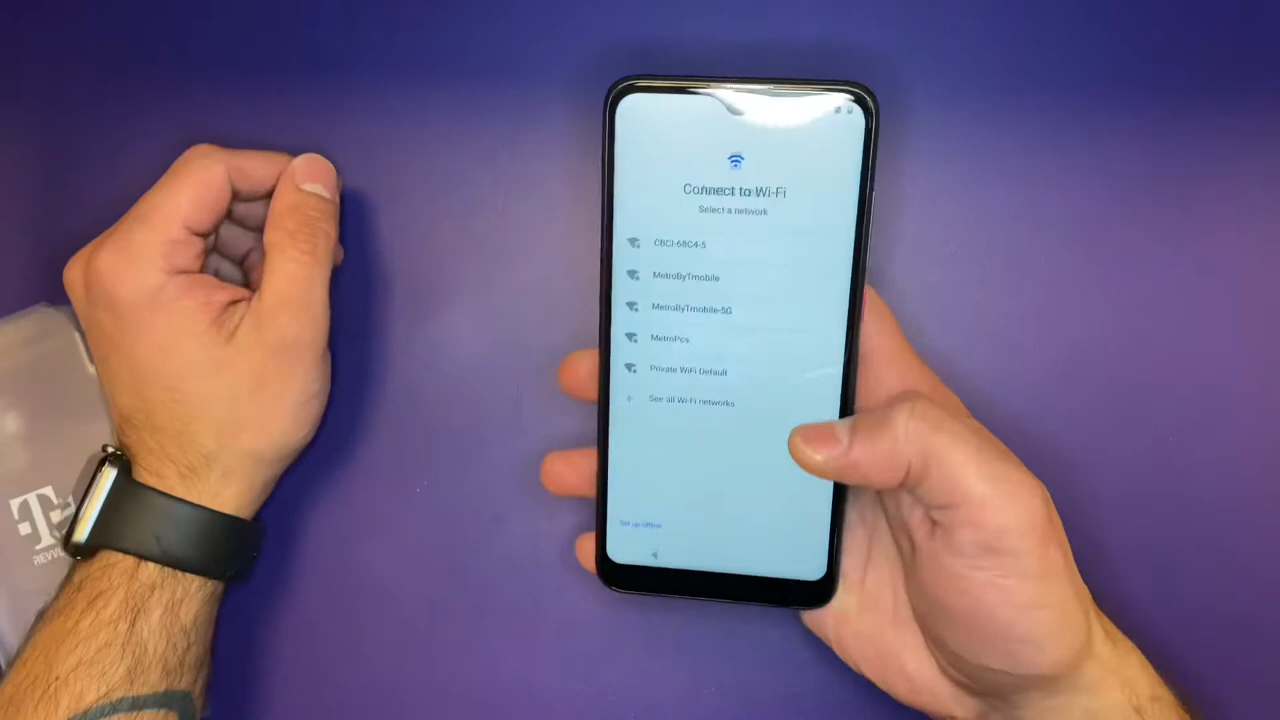 Connect to Wi-Fi
Select a network
CBCI-68C4-5
MetroByTmobile
MetroByTmobile-5G
MetroPcs
Private WiFi Default
+ See all Wi-Fi networks
Set up offline
T
REVVL